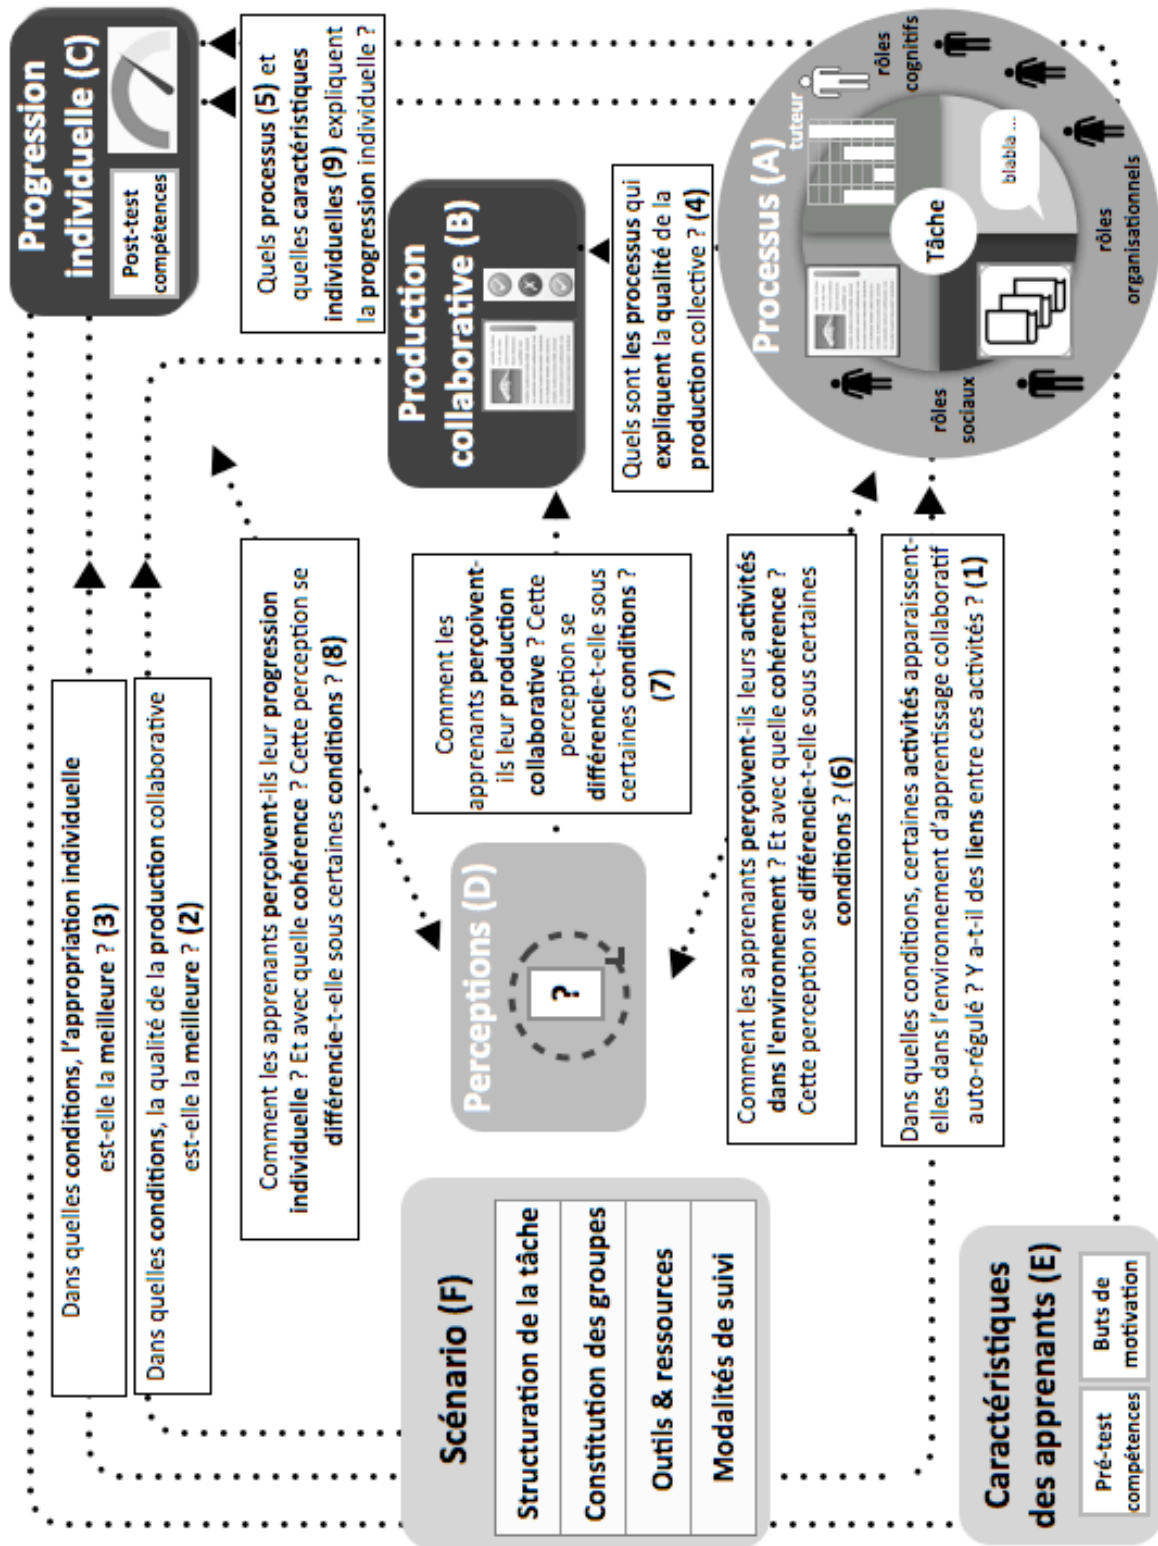 Dans quelles conditions, l'appropriation individuelle
est-elle la meilleure ? (3)
Dans quelles conditions, la qualité de la production collaborative
est-elle la meilleure ? (2)
Progression
individuelle (C)
Post-test
compétences
Comment les apprenants perçoivent-ils leur progression
individuelle ? Et avec quelle cohérence ? Cette perception se
différencie-t-elle sous certaines conditions ? (8)
Quels processus (5) et
quelles caractéristiques
individuelles (9) expliquent
la progression individuelle ?
Scénario (F)
Structuration de la tâche
Constitution des groupes
Outils & ressources
Modalités de suivi
Perceptions (D)
?
Comment les
apprenants perçoivent-
ils leur production
collaborative ? Cette
perception se
différencie-t-elle sous
certaines conditions ?
(7)
Production
collaborative (B)
Quels sont les processus qui
expliquent la qualité de la
production collective ? (4)
Comment les apprenants perçoivent-ils leurs activités
dans l'environnement ? Et avec quelle cohérence ?
Cette perception se différencie-t-elle sous certaines
conditions ? (6)
Dans quelles conditions, certaines activités apparaissent-
elles dans l'environnement d'apprentissage collaboratif
auto-régulé ? Y a-t-il des liens entre ces activités ? (1)
Processus (A)
tuteur
rôles
cognitifs
Tâche
blabla ...
rôles
sociaux
rôles
organisationnels
Caractéristiques
des apprenants (E)
Pré-test
compétences
Buts de
motivation